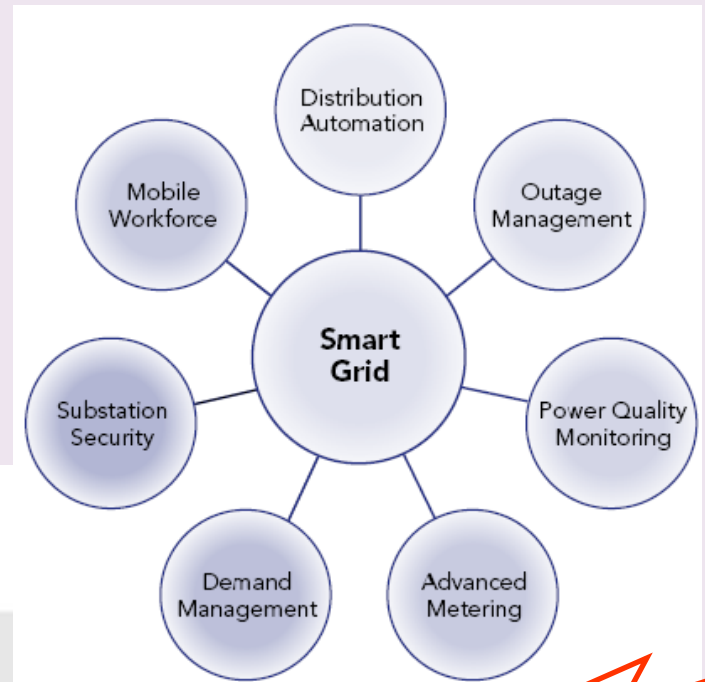 Distribution
Automation
Mobile
Workforce
Outage
Management
Smart
Grid
Substation
Security
Power Quality
Monitoring
Demand
Management
Advanced
Metering